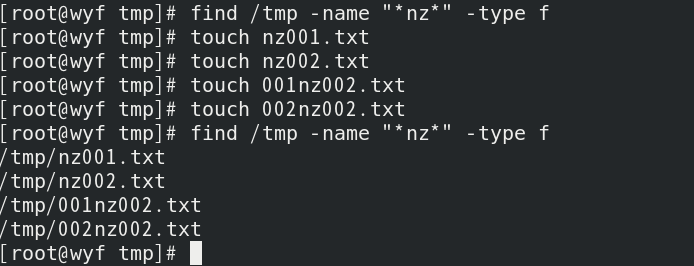 [root@wyf tmp]# find /tmp -name "*nz*" -type f
[root@wyf tmp]# touch nz001.txt
[root@wyf tmp]# touch nz002.txt
[root@wyf tmp]# touch 001nz002.txt
[root@wyf tmp]# touch 002nz002.txt
[root@wyf tmp]# find /tmp -name "*nz*" -type f
/tmp/nz001.txt
/tmp/nz002.txt
/tmp/001nz002.txt
/tmp/002nz002.txt
[root@wyf tmp]#